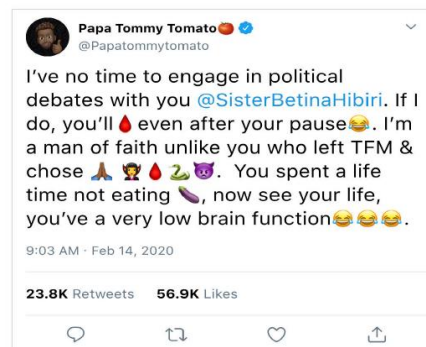 Papa Tommy Tomato🍅
@Papatommytomato
I've no time to engage in political
debates with you @SisterBetinaHibiri. If I
do, you'll 🩸 even after your pause😂. I'm
a man of faith unlike you who left TFM &
chose 🙏🏾 🧛‍♀️ 🩸 🐍 😈. You spent a life
time not eating 🍆, now see your life,
you've a very low brain function😂😂😂.
9:03 AM · Feb 14, 2020
23.8K Retweets 56.9K Likes